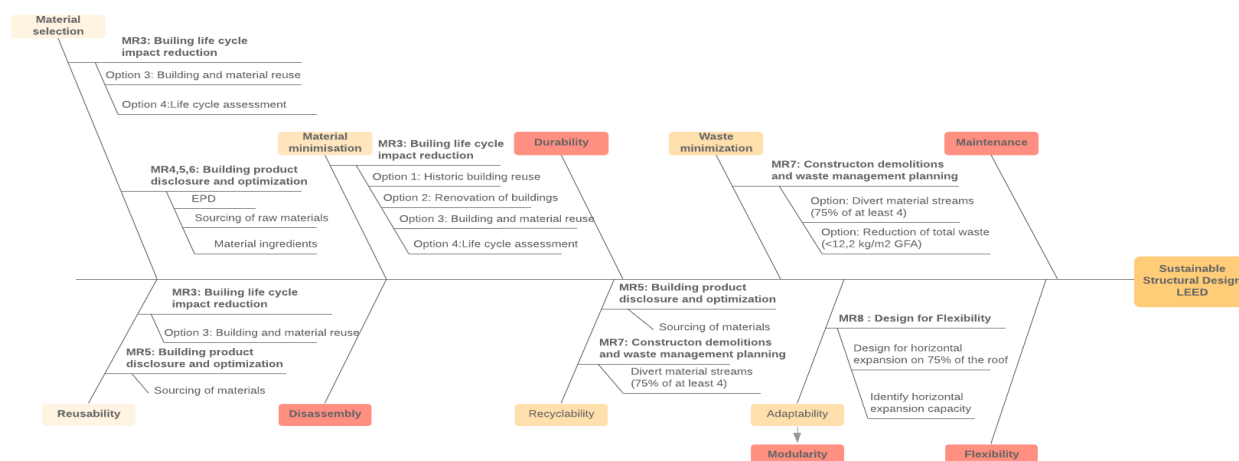 Material
selection
MR3: Builing life cycle
impact reduction
Option 3: Building and material reuse
Option 4:Life cycle assessment
MR4,5,6: Building product
disclosure and optimization
EPD
Sourcing of raw materials
Material ingredients
Material
minimisation
MR3: Builing life cycle
impact reduction
Option 1: Historic building reuse
Option 2: Renovation of buildings
Option 3: Building and material reuse
Option 4:Life cycle assessment
Durability
Waste
minimization
MR7: Constructon demolitions
and waste management planning
Option: Divert material streams
(75% of at least 4)
Option: Reduction of total waste
(<12,2 kg/m2 GFA)
Maintenance
Sustainable
Structural Design
LEED
MR3: Builing life cycle
impact reduction
Option 3: Building and material reuse
MR5: Building product
disclosure and optimization
Sourcing of materials
Reusability
Disassembly
MR5: Building product
disclosure and optimization
Sourcing of materials
MR7: Constructon demolitions
and waste management planning
Divert material streams
(75% of at least 4)
Recyclability
MR8 : Design for Flexibility
Design for horizontal
expansion on 75% of the roof
Identify horizontal
expansion capacity
Adaptability
Modularity
Flexibility